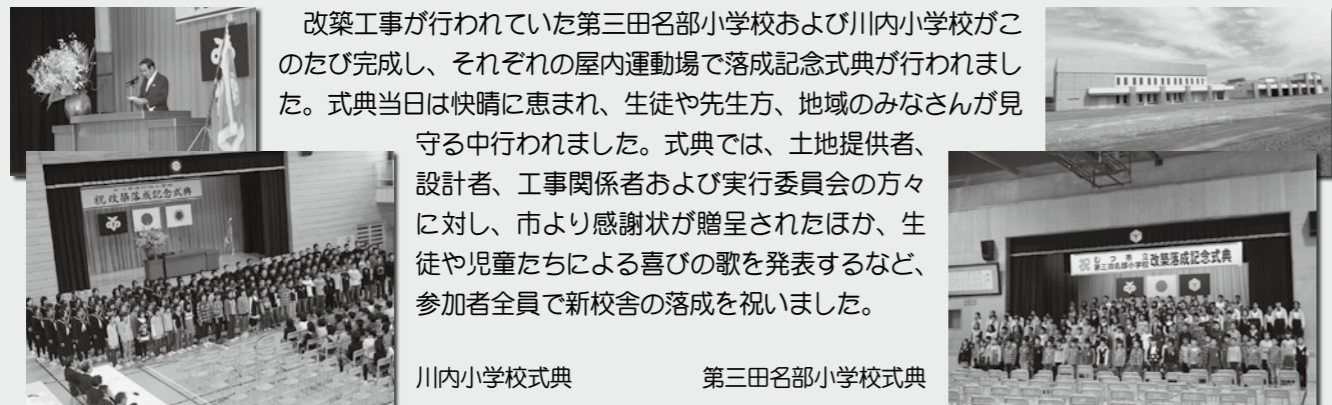 改築工事が行われていた第三田名部小学校および川内小学校がこ
のたび完成し、それぞれの屋内運動場で落成記念式典が行われまし
た。式典当日は快晴に恵まれ、生徒や先生方、地域のみなさんが見
守る中行われました。式典では、土地提供者、
設計者、工事関係者および実行委員会の方々
に対し、市より感謝状が贈呈されたほか、生
徒や児童たちによる喜びの歌を発表するなど、
参加者全員で新校舎の落成を祝いました。
祝 改築落成記念式典
祝 むつ市立
第三田名部小学校 改築落成記念式典
川内小学校式典
第三田名部小学校式典